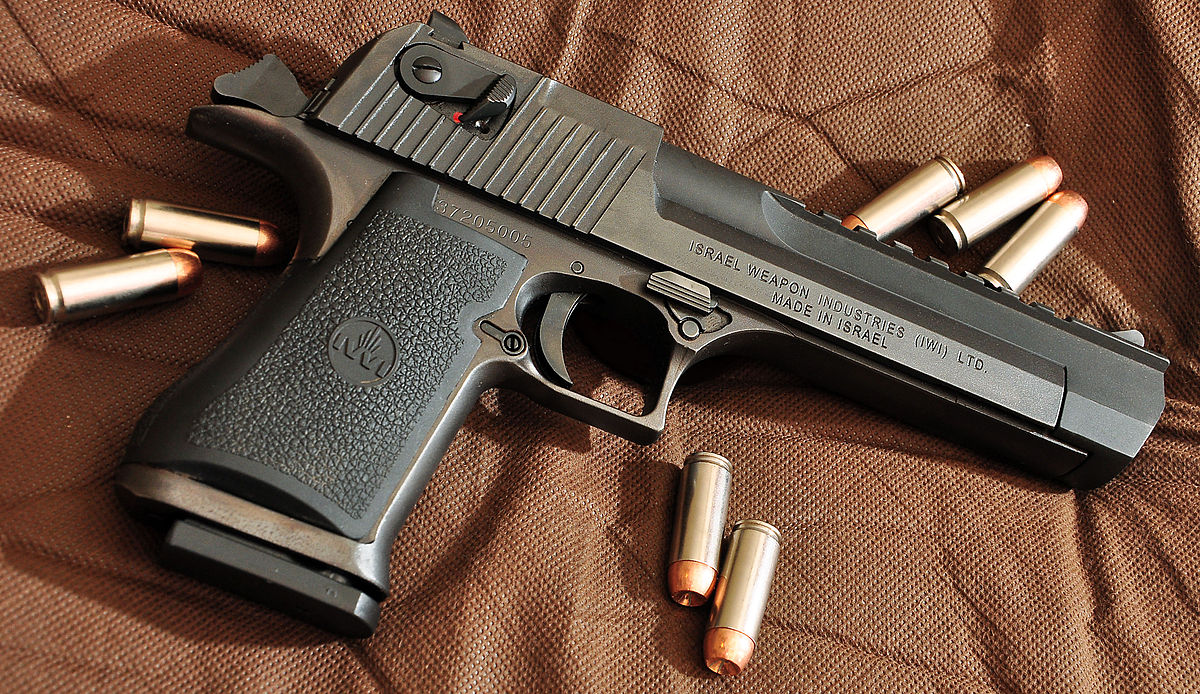 37205005
ISRAEL WEAPON INDUSTRIES (IWI) LTD.
MADE IN ISRAEL